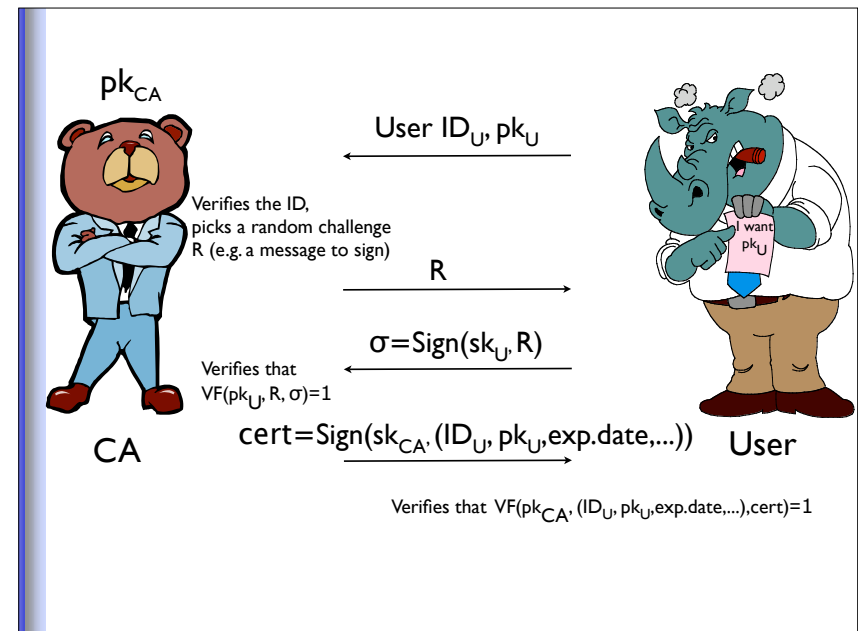 pk_CA
User ID_U, pk_U
Verifies the ID,
picks a random challenge
R (e.g. a message to sign)
I want
pk_U
R
σ=Sign(sk_U, R)
Verifies that
VF(pk_U, R, σ)=1
cert=Sign(sk_CA, (ID_U, pk_U,exp.date,...))
CA
User
Verifies that VF(pk_CA, (ID_U, pk_U,exp.date,...),cert)=1